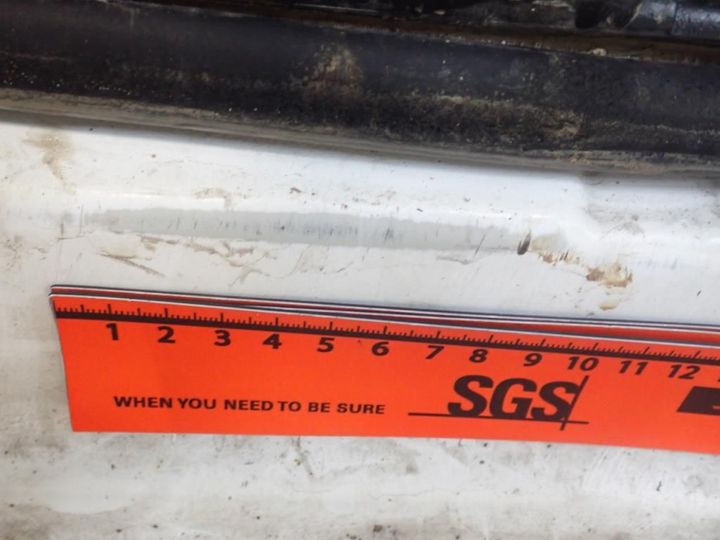 1 2 3 4 5 6 7 8 9 10 11 12
WHEN YOU NEED TO BE SURE SGS